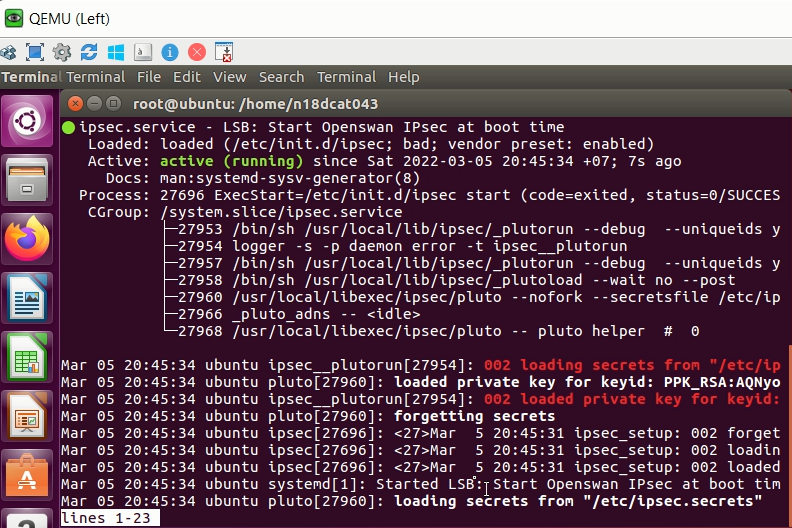 QEMU (Left)
Terminal Terminal File Edit View Search Terminal Help
root@ubuntu: /home/n18dcat043
ipsec.service - LSB: Start Openswan IPsec at boot time
Loaded: loaded (/etc/init.d/ipsec; bad; vendor preset: enabled)
Active: active (running) since Sat 2022-03-05 20:45:34 +07; 7s ago
Docs: man:systemd-sysv-generator(8)
Process: 27696 ExecStart=/etc/init.d/ipsec start (code=exited, status=0/SUCCES
CGroup: /system.slice/ipsec.service
├─27953 /bin/sh /usr/local/lib/ipsec/_plutorun --debug  --uniqueids y
├─27954 logger -s -p daemon error -t ipsec__plutorun
├─27957 /bin/sh /usr/local/lib/ipsec/_plutorun --debug  --uniqueids y
├─27958 /bin/sh /usr/local/lib/ipsec/_plutoload --wait no --post
├─27960 /usr/local/libexec/ipsec/pluto --nofork --secretsfile /etc/ip
├─27966 _pluto_adns -- <idle>
└─27968 /usr/local/libexec/ipsec/pluto -- pluto helper  #  0
Mar 05 20:45:34 ubuntu ipsec__plutorun[27954]: 002 loading secrets from "/etc/ip
Mar 05 20:45:34 ubuntu pluto[27960]: loaded private key for keyid: PPK_RSA:AQNyo
Mar 05 20:45:34 ubuntu ipsec__plutorun[27954]: 002 loaded private key for keyid:
Mar 05 20:45:34 ubuntu pluto[27960]: forgetting secrets
Mar 05 20:45:34 ubuntu ipsec[27696]: <27>Mar  5 20:45:31 ipsec_setup: 002 forget
Mar 05 20:45:34 ubuntu ipsec[27696]: <27>Mar  5 20:45:31 ipsec_setup: 002 loadin
Mar 05 20:45:34 ubuntu ipsec[27696]: <27>Mar  5 20:45:31 ipsec_setup: 002 loaded
Mar 05 20:45:34 ubuntu systemd[1]: Started LSB: Start Openswan IPsec at boot tim
Mar 05 20:45:34 ubuntu pluto[27960]: loading secrets from "/etc/ipsec.secrets"
lines 1-23